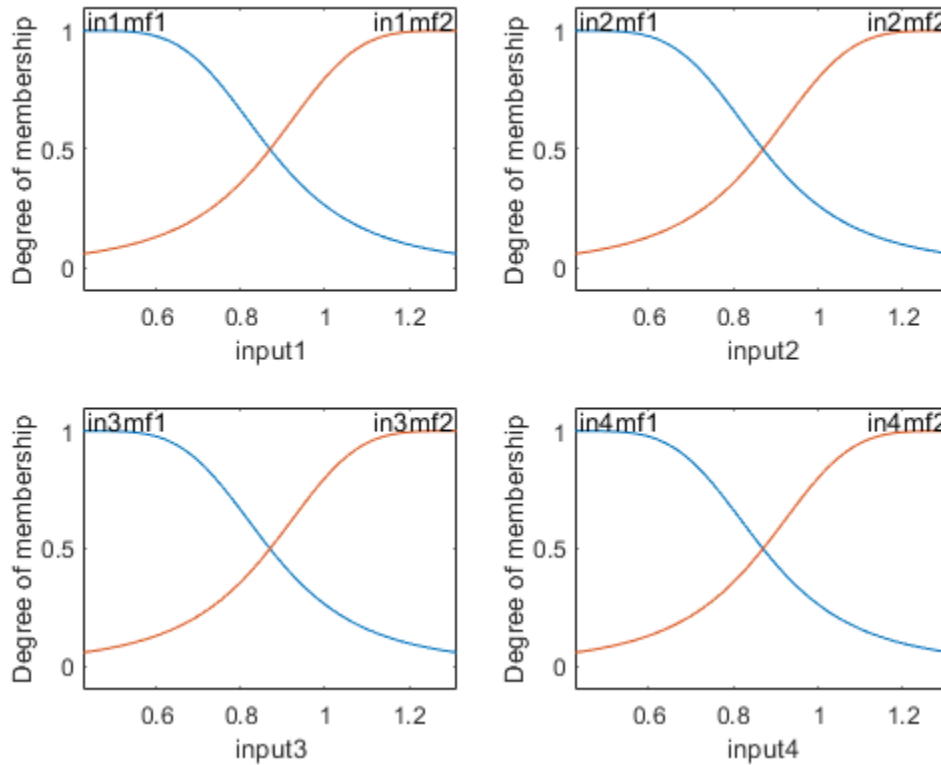 in1mf1 in1mf2
Degree of membership
1
0.5
0
0.6 0.8 1 1.2
input1
in2mf1 in2mf2
Degree of membership
1
0.5
0
0.6 0.8 1 1.2
input2
in3mf1 in3mf2
Degree of membership
1
0.5
0
0.6 0.8 1 1.2
input3
in4mf1 in4mf2
Degree of membership
1
0.5
0
0.6 0.8 1 1.2
input4